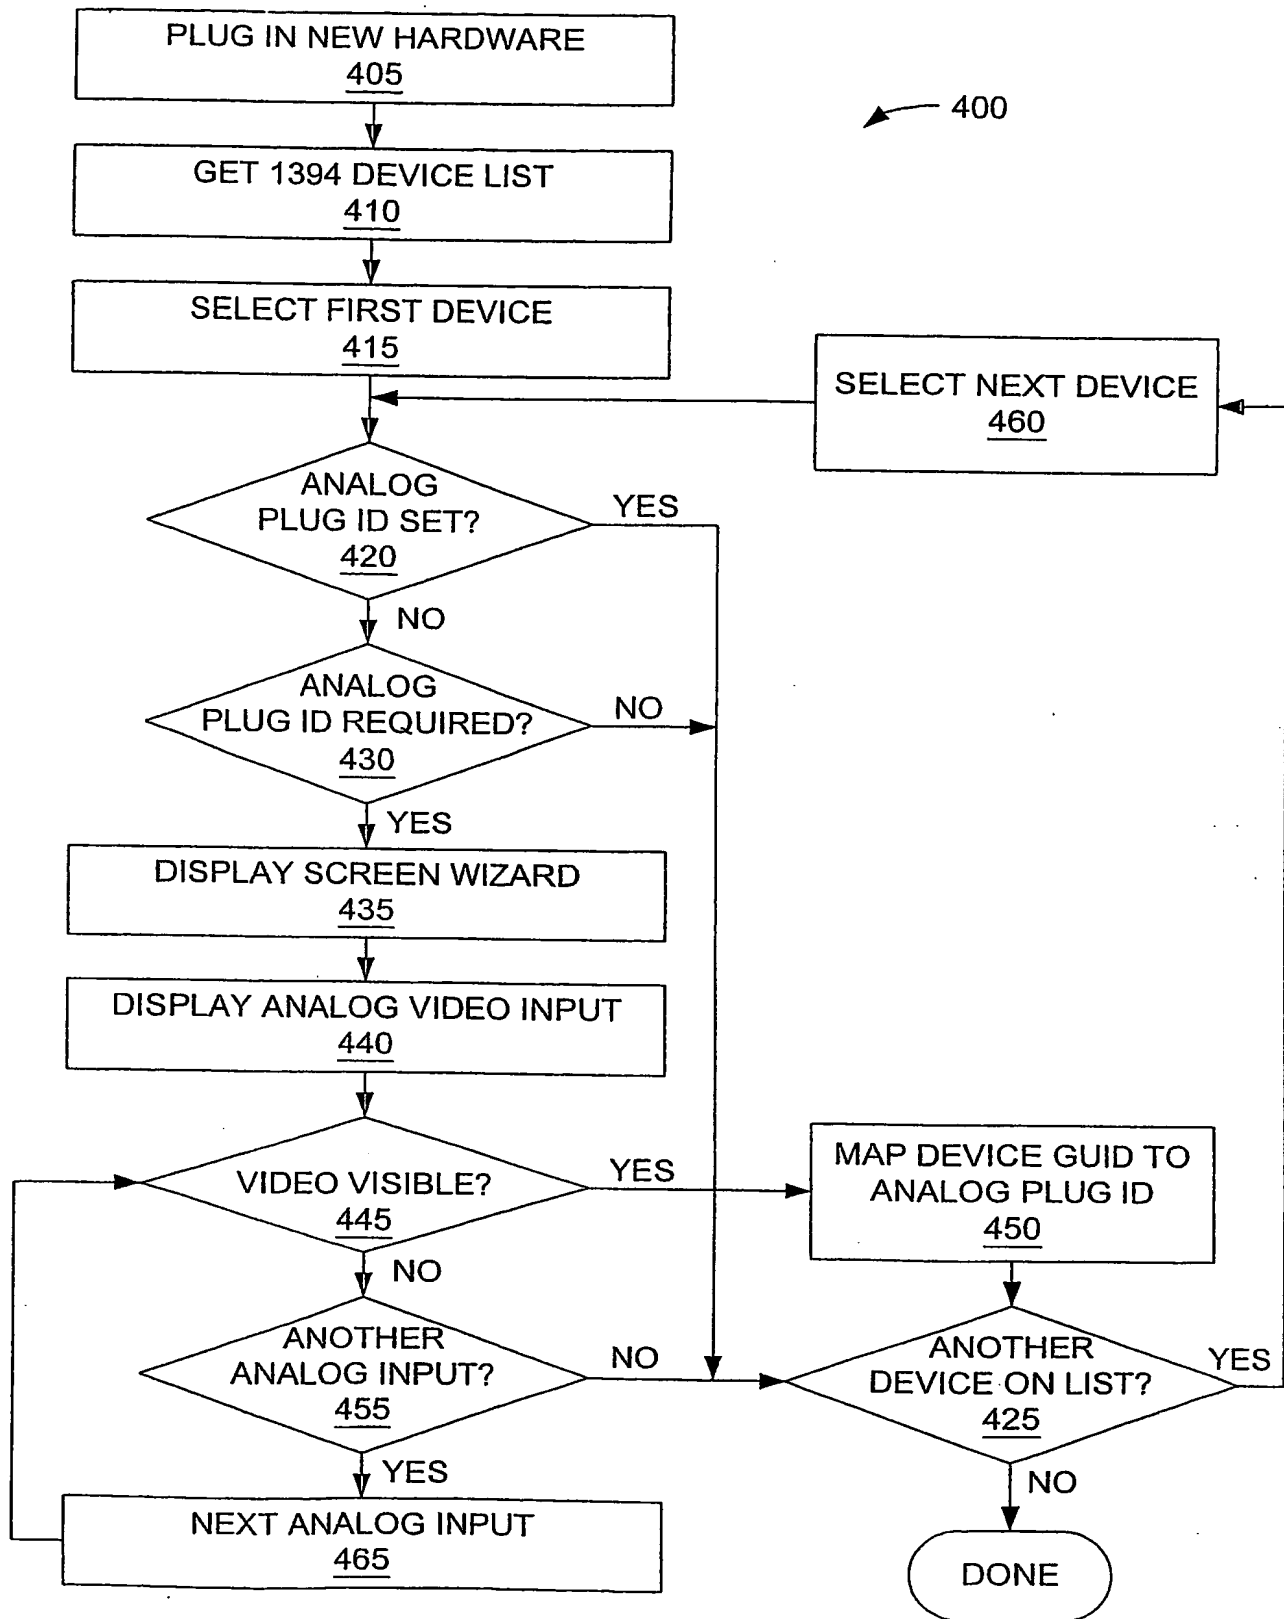 PLUG IN NEW HARDWARE
405
400
GET 1394 DEVICE LIST
410
SELECT FIRST DEVICE
415
SELECT NEXT DEVICE
460
ANALOG
PLUG ID SET?
420
YES
NO
ANALOG
PLUG ID REQUIRED?
430
NO
YES
DISPLAY SCREEN WIZARD
435
DISPLAY ANALOG VIDEO INPUT
440
VIDEO VISIBLE?
445
YES
NO
MAP DEVICE GUID TO
ANALOG PLUG ID
450
ANOTHER
ANALOG INPUT?
455
NO
YES
ANOTHER
DEVICE ON LIST?
425
YES
NO
NEXT ANALOG INPUT
465
DONE